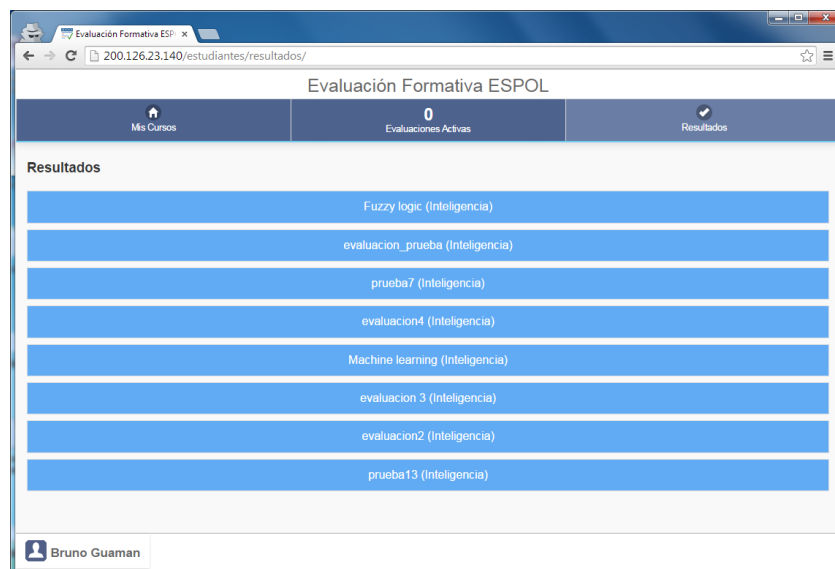 Evaluación Formativa ESP
200.126.23.140/estudiantes/resultados/
Evaluación Formativa ESPOL
Mis Cursos
0
Evaluaciones Activas
Resultados
Resultados
Fuzzy logic (Inteligencia)
evaluacion_prueba (Inteligencia)
prueba7 (Inteligencia)
evaluacion4 (Inteligencia)
Machine learning (Inteligencia)
evaluacion 3 (Inteligencia)
evaluacion2 (Inteligencia)
prueba13 (Inteligencia)
Bruno Guaman